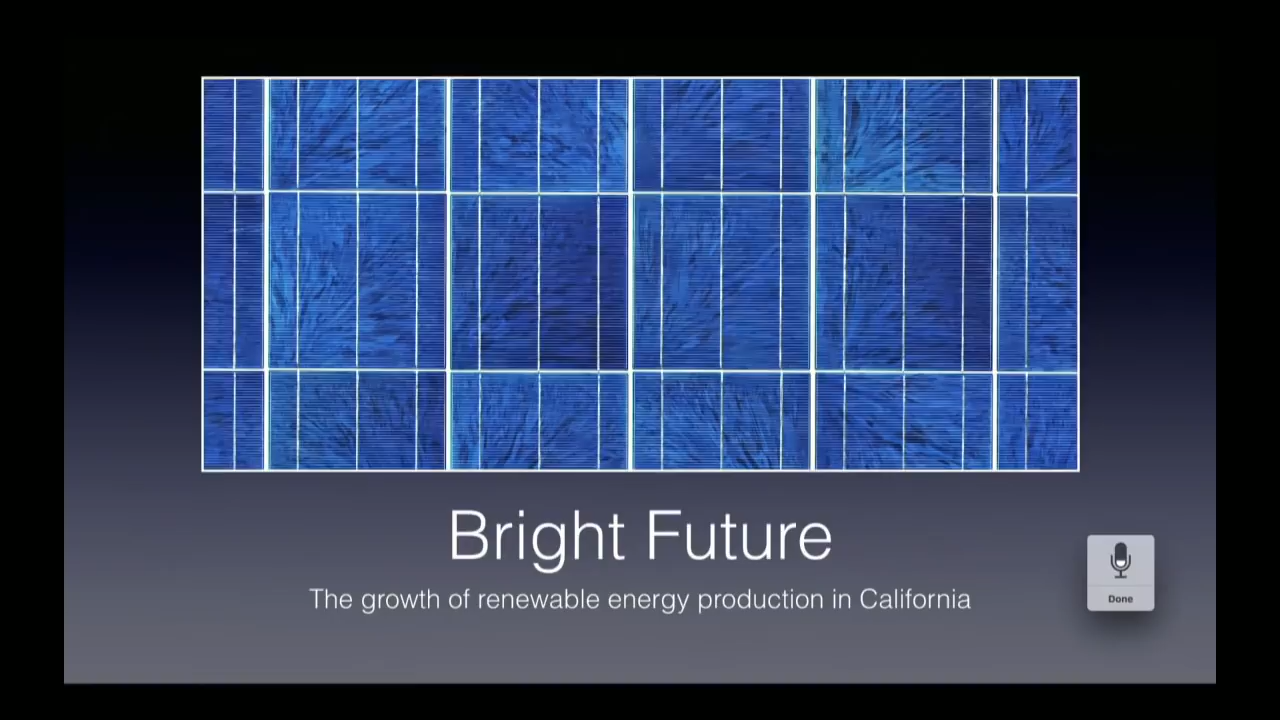 Bright Future
The growth of renewable energy production in California
Done